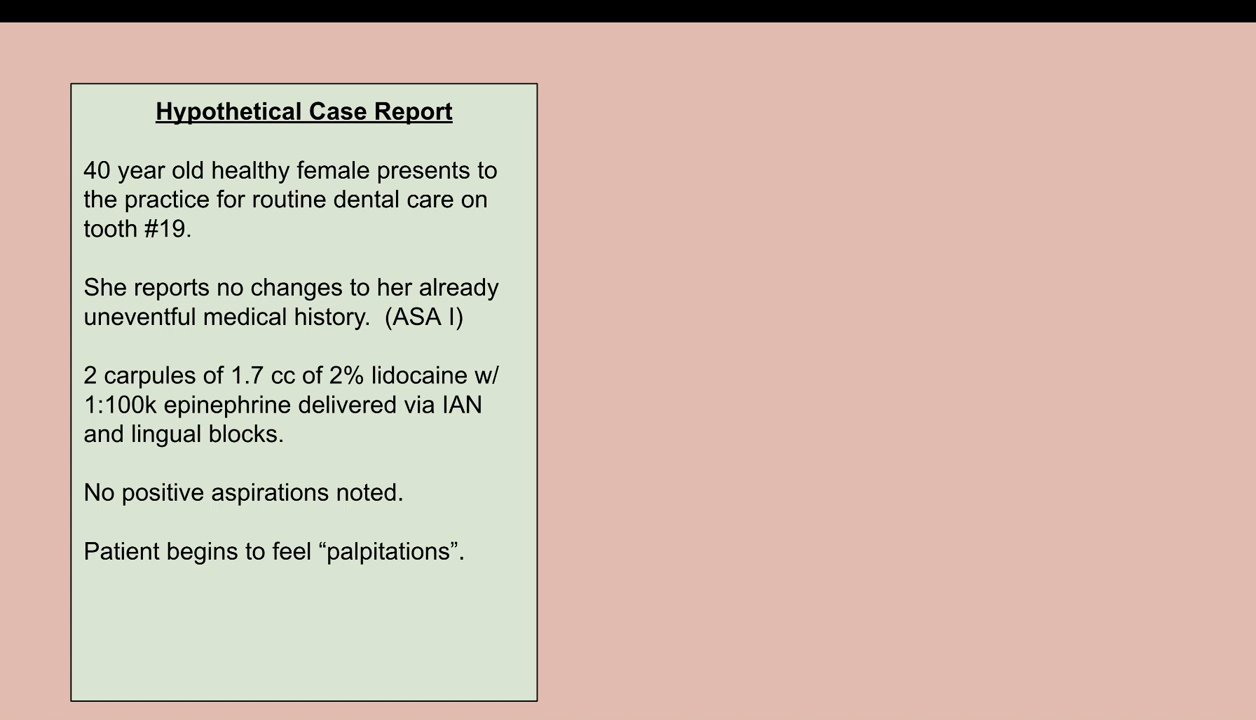 Hypothetical Case Report
40 year old healthy female presents to
the practice for routine dental care on
tooth #19.
She reports no changes to her already
uneventful medical history.  (ASA I)
2 carpules of 1.7 cc of 2% lidocaine w/
1:100k epinephrine delivered via IAN
and lingual blocks.
No positive aspirations noted.
Patient begins to feel “palpitations”.